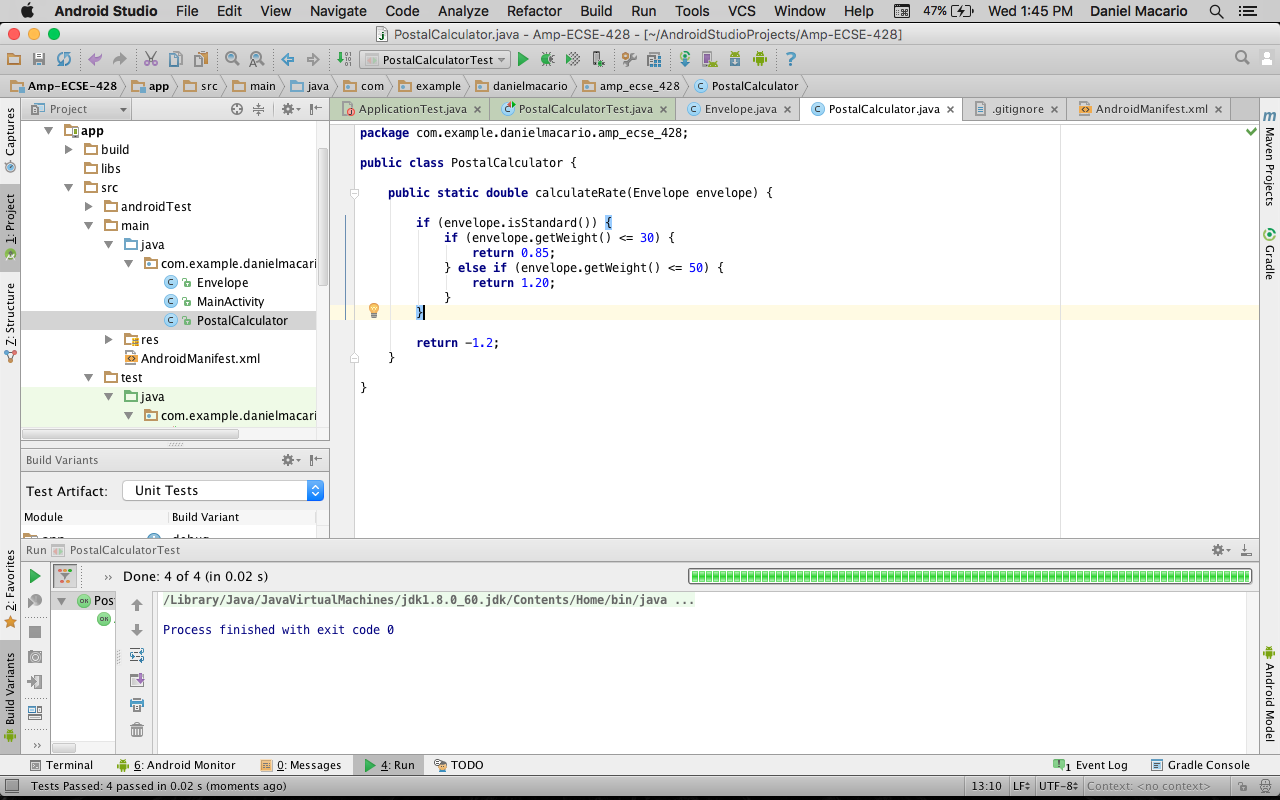 Android Studio File Edit View Navigate Code Analyze Refactor Build Run Tools VCS Window Help 47% Wed 1:45 PM Daniel Macario
PostalCalculator.java - Amp-ECSE-428 - [~/AndroidStudioProjects/Amp-ECSE-428]
PostalCalculatorTest
Amp-ECSE-428 app src main java com example danielmacario amp_ecse_428 PostalCalculator
Project
ApplicationTest.java PostalCalculatorTest.java Envelope.java PostalCalculator.java .gitignore AndroidManifest.xml
Captures
1: Project
Z: Structure
2: Favorites
Build Variants
app
build
libs
src
androidTest
main
java
com.example.danielmacari
Envelope
MainActivity
PostalCalculator
res
AndroidManifest.xml
test
java
com.example.danielmacari
Build Variants
Test Artifact: Unit Tests
Module Build Variant
package com.example.danielmacario.amp_ecse_428;
public class PostalCalculator {
public static double calculateRate(Envelope envelope) {
if (envelope.isStandard()) {
if (envelope.getWeight() <= 30) {
return 0.85;
} else if (envelope.getWeight() <= 50) {
return 1.20;
}
}
return -1.2;
}
}
Maven Projects
Gradle
Android Model
Run PostalCalculatorTest
Done: 4 of 4 (in 0.02 s)
Pos
/Library/Java/JavaVirtualMachines/jdk1.8.0_60.jdk/Contents/Home/bin/java ...
Process finished with exit code 0
Terminal 6: Android Monitor 0: Messages 4: Run TODO 1 Event Log Gradle Console
Tests Passed: 4 passed in 0.02 s (moments ago) 13:10 LF UTF-8 Context: <no context>